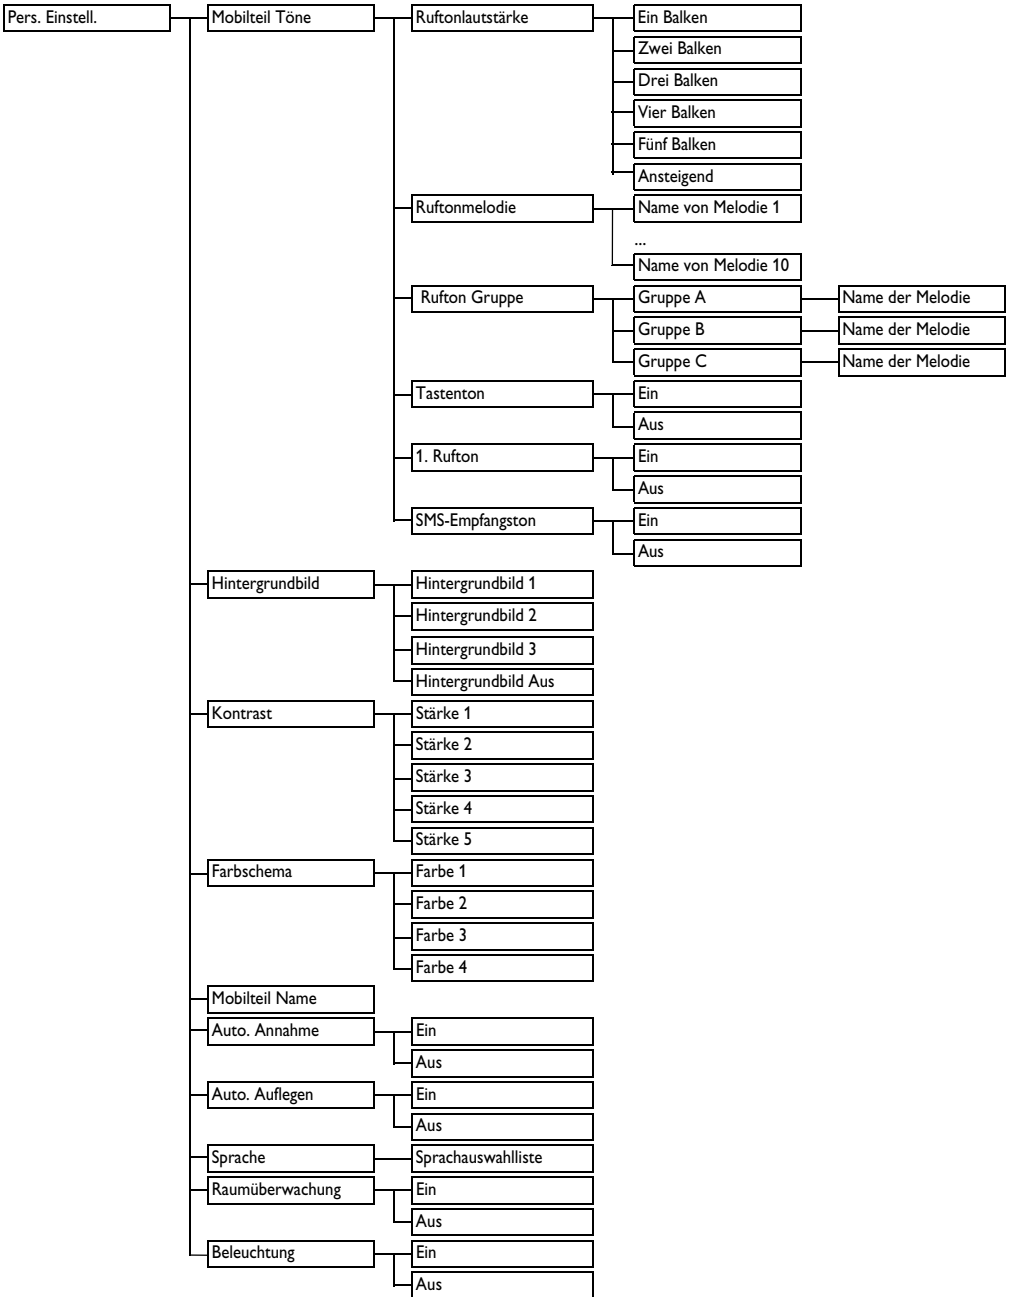 Pers. Einstell. Mobilteil Töne Ruftonlautstärke Ein Balken
Zwei Balken
Drei Balken
Vier Balken
Fünf Balken
Ansteigend
Ruftonmelodie Name von Melodie 1
...
Name von Melodie 10
Rufton Gruppe Gruppe A Name der Melodie
Gruppe B Name der Melodie
Gruppe C Name der Melodie
Tastenton Ein
Aus
1. Rufton Ein
Aus
SMS-Empfangston Ein
Aus
Hintergrundbild Hintergrundbild 1
Hintergrundbild 2
Hintergrundbild 3
Hintergrundbild Aus
Kontrast Stärke 1
Stärke 2
Stärke 3
Stärke 4
Stärke 5
Farbschema Farbe 1
Farbe 2
Farbe 3
Farbe 4
Mobilteil Name
Auto. Annahme Ein
Aus
Auto. Auflegen Ein
Aus
Sprache Sprachauswahlliste
Raumüberwachung Ein
Aus
Beleuchtung Ein
Aus